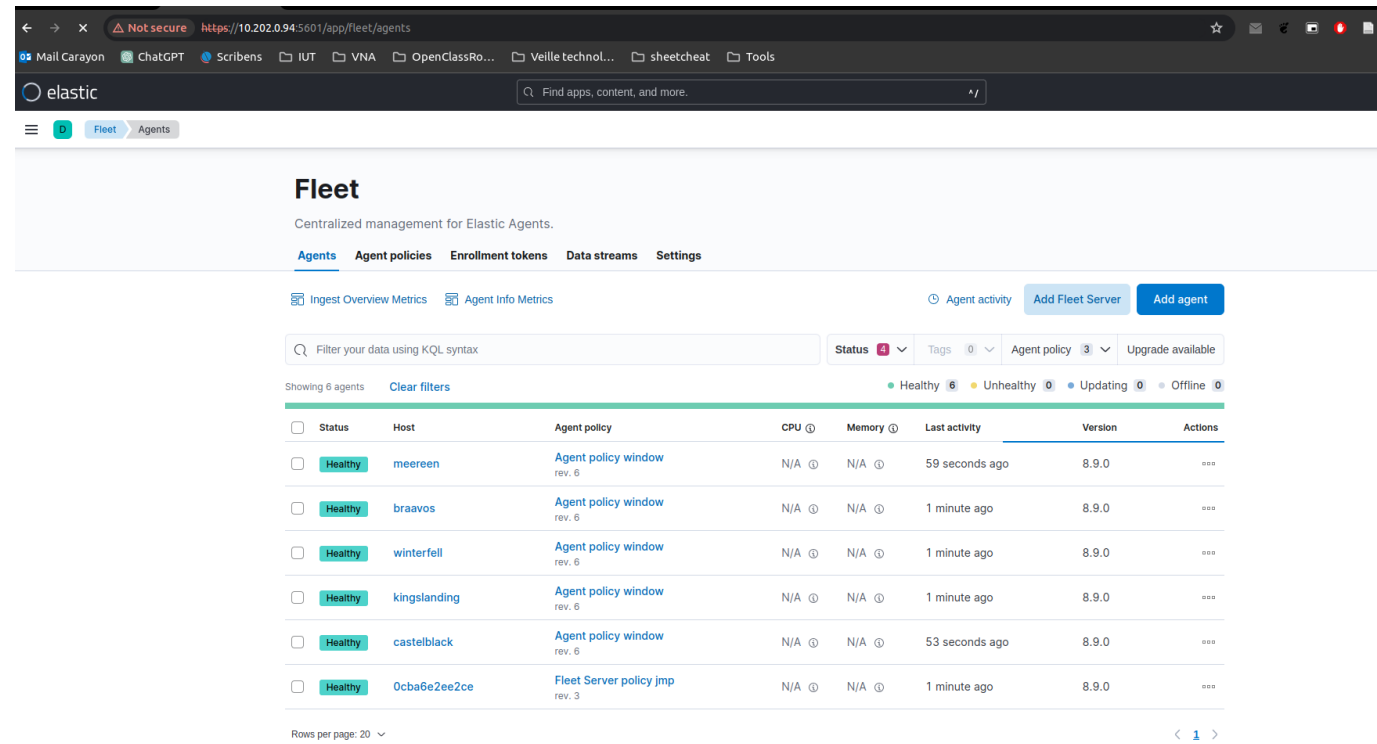 Not secure https://10.202.0.94:5601/app/fleet/agents
Mail Carayon ChatGPT Scribens IUT VNA OpenClassRo... Veille technol... sheetcheat Tools
elastic Find apps, content, and more. ^/
D Fleet Agents
Fleet
Centralized management for Elastic Agents.
Agents Agent policies Enrollment tokens Data streams Settings
Ingest Overview Metrics Agent Info Metrics Agent activity Add Fleet Server Add agent
Filter your data using KQL syntax Status 4 Tags 0 Agent policy 3 Upgrade available
Showing 6 agents Clear filters Healthy 6 Unhealthy 0 Updating 0 Offline 0
Status Host Agent policy CPU Memory Last activity Version Actions
Healthy meereen Agent policy window N/A N/A 59 seconds ago 8.9.0
rev. 6
Healthy braavos Agent policy window N/A N/A 1 minute ago 8.9.0
rev. 6
Healthy winterfell Agent policy window N/A N/A 1 minute ago 8.9.0
rev. 6
Healthy kingslanding Agent policy window N/A N/A 1 minute ago 8.9.0
rev. 6
Healthy castelblack Agent policy window N/A N/A 53 seconds ago 8.9.0
rev. 6
Healthy 0cba6e2ee2ce Fleet Server policy jmp N/A N/A 1 minute ago 8.9.0
rev. 3
Rows per page: 20 1